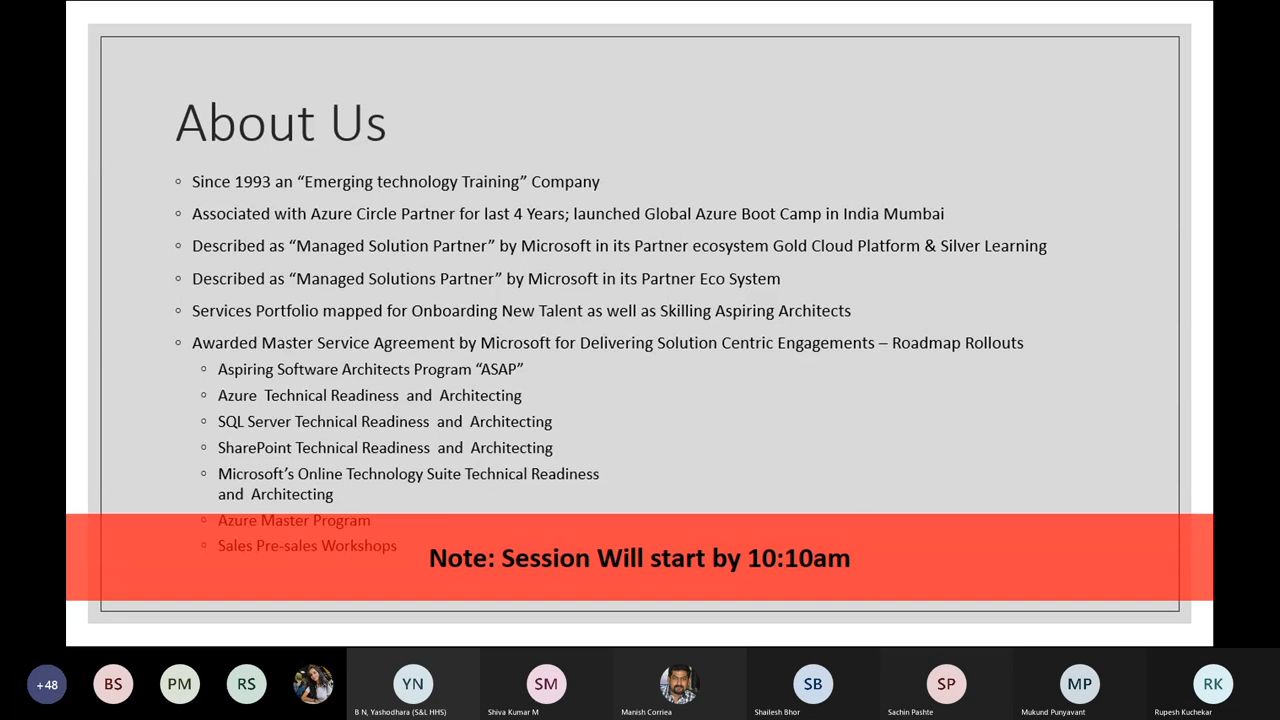 About Us
Since 1993 an “Emerging technology Training” Company
Associated with Azure Circle Partner for last 4 Years; launched Global Azure Boot Camp in India Mumbai
Described as “Managed Solution Partner” by Microsoft in its Partner ecosystem Gold Cloud Platform & Silver Learning
Described as “Managed Solutions Partner” by Microsoft in its Partner Eco System
Services Portfolio mapped for Onboarding New Talent as well as Skilling Aspiring Architects
Awarded Master Service Agreement by Microsoft for Delivering Solution Centric Engagements – Roadmap Rollouts
Aspiring Software Architects Program “ASAP”
Azure Technical Readiness and Architecting
SQL Server Technical Readiness and Architecting
SharePoint Technical Readiness and Architecting
Microsoft’s Online Technology Suite Technical Readiness
and Architecting
Azure Master Program
Sales Pre-sales Workshops
Note: Session Will start by 10:10am
+48 BS PM RS YN SM SB SP MP RK
B N, Yashodhara (S&L HHS) Shiva Kumar M Manish Corriea Shailesh Bhor Sachin Pashte Mukund Punyavant Rupesh Kuchekar